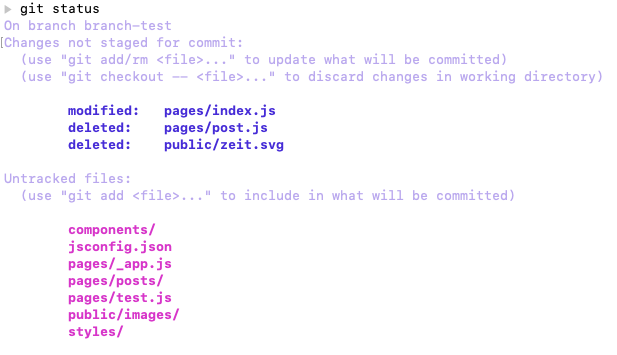 git status
On branch branch-test
Changes not staged for commit:
(use "git add/rm <file>..." to update what will be committed)
(use "git checkout -- <file>..." to discard changes in working directory)
modified: pages/index.js
deleted: pages/post.js
deleted: public/zeit.svg
Untracked files:
(use "git add <file>..." to include in what will be committed)
components/
jsconfig.json
pages/_app.js
pages/posts/
pages/test.js
public/images/
styles/